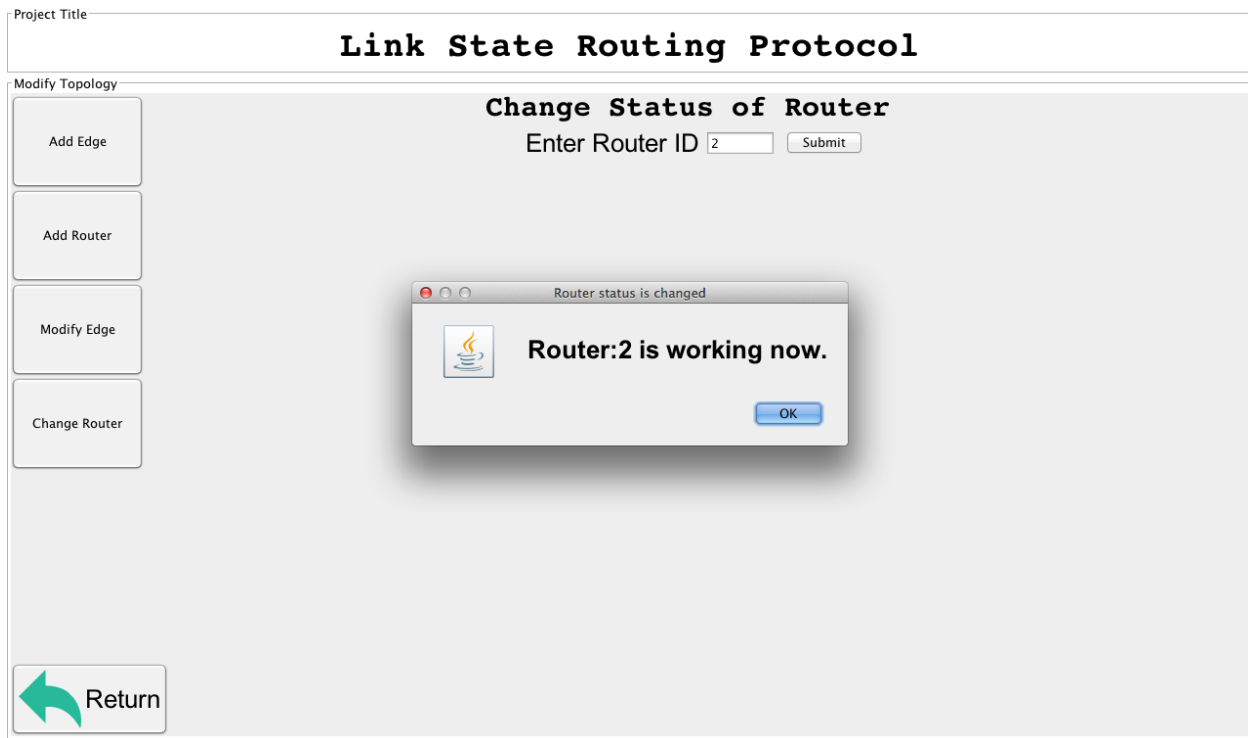 Project Title
Link State Routing Protocol
Modify Topology
Change Status of Router
Enter Router ID 2 Submit
Add Edge
Add Router
Modify Edge
Change Router
Router status is changed
Router:2 is working now.
OK
Return